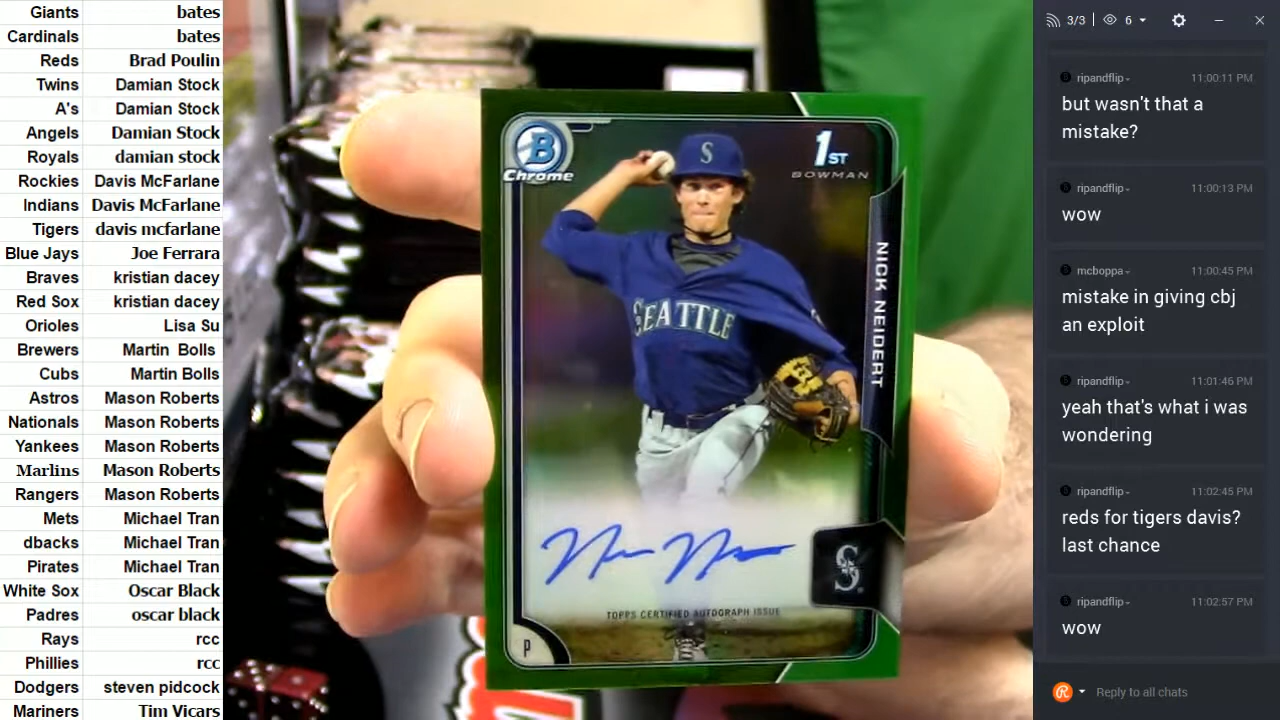 Giants bates
Cardinals bates
Reds Brad Poulin
Twins Damian Stock
A's Damian Stock
Angels Damian Stock
Royals damian stock
Rockies Davis McFarlane
Indians Davis McFarlane
Tigers davis mcfarlane
Blue Jays Joe Ferrara
Braves kristian dacey
Red Sox kristian dacey
Orioles Lisa Su
Brewers Martin Bolls
Cubs Martin Bolls
Astros Mason Roberts
Nationals Mason Roberts
Yankees Mason Roberts
Marlins Mason Roberts
Rangers Mason Roberts
Mets Michael Tran
dbacks Michael Tran
Pirates Michael Tran
White Sox Oscar Black
Padres oscar black
Rays rcc
Phillies rcc
Dodgers steven pidcock
Mariners Tim Vicars
B
Chrome
1ST
BOWMAN
S
SEATTLE
NICK NEIDERT
S
TOPPS CERTIFIED AUTOGRAPH ISSUE
P
3/3 6
ripandflip 11:00:11 PM
but wasn't that a
mistake?
ripandflip 11:00:13 PM
wow
mcboppa 11:00:45 PM
mistake in giving cbj
an exploit
ripandflip 11:01:46 PM
yeah that's what i was
wondering
ripandflip 11:02:45 PM
reds for tigers davis?
last chance
ripandflip 11:02:57 PM
wow
Reply to all chats